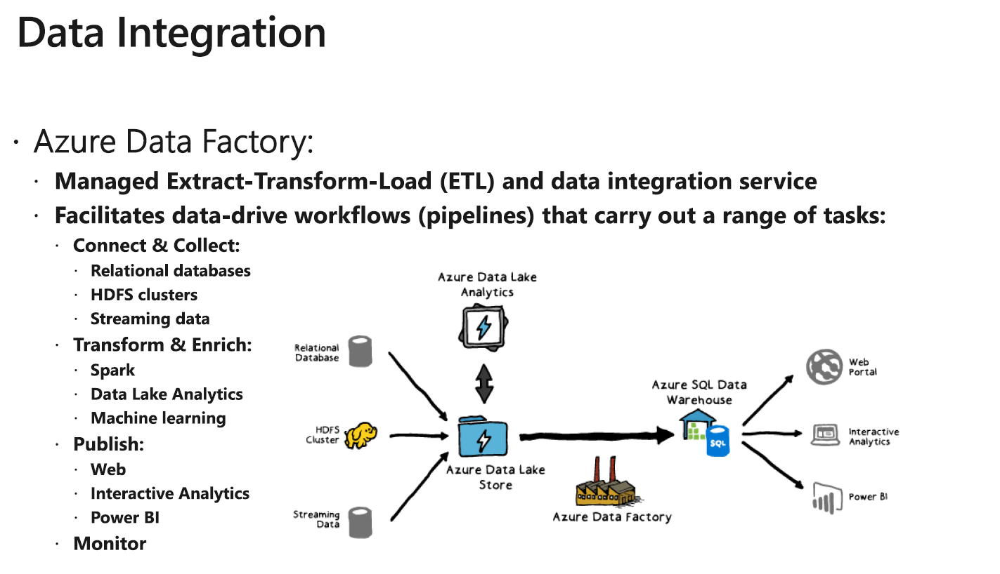 Data Integration
· Azure Data Factory:
· Managed Extract-Transform-Load (ETL) and data integration service
· Facilitates data-drive workflows (pipelines) that carry out a range of tasks:
· Connect & Collect:
· Relational databases
· HDFS clusters
· Streaming data
· Transform & Enrich:
· Spark
· Data Lake Analytics
· Machine learning
· Publish:
· Web
· Interactive Analytics
· Power BI
· Monitor
Azure Data Lake
Analytics
Relational
Database
HDFS
Cluster
Streaming
Data
Azure Data Lake
Store
Azure Data Factory
Azure SQL Data
Warehouse
SQL
Web
Portal
Interactive
Analytics
Power BI